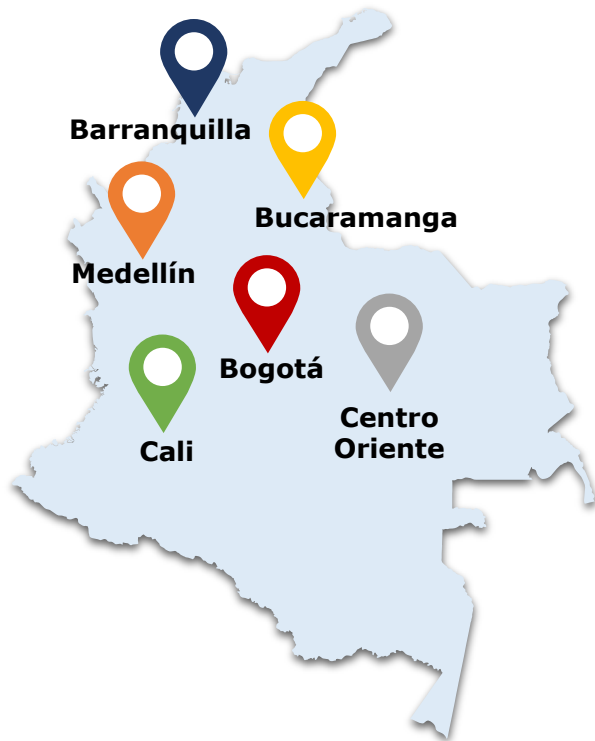 Barranquilla
Bucaramanga
Medellín
Bogotá
Centro
Oriente
Cali